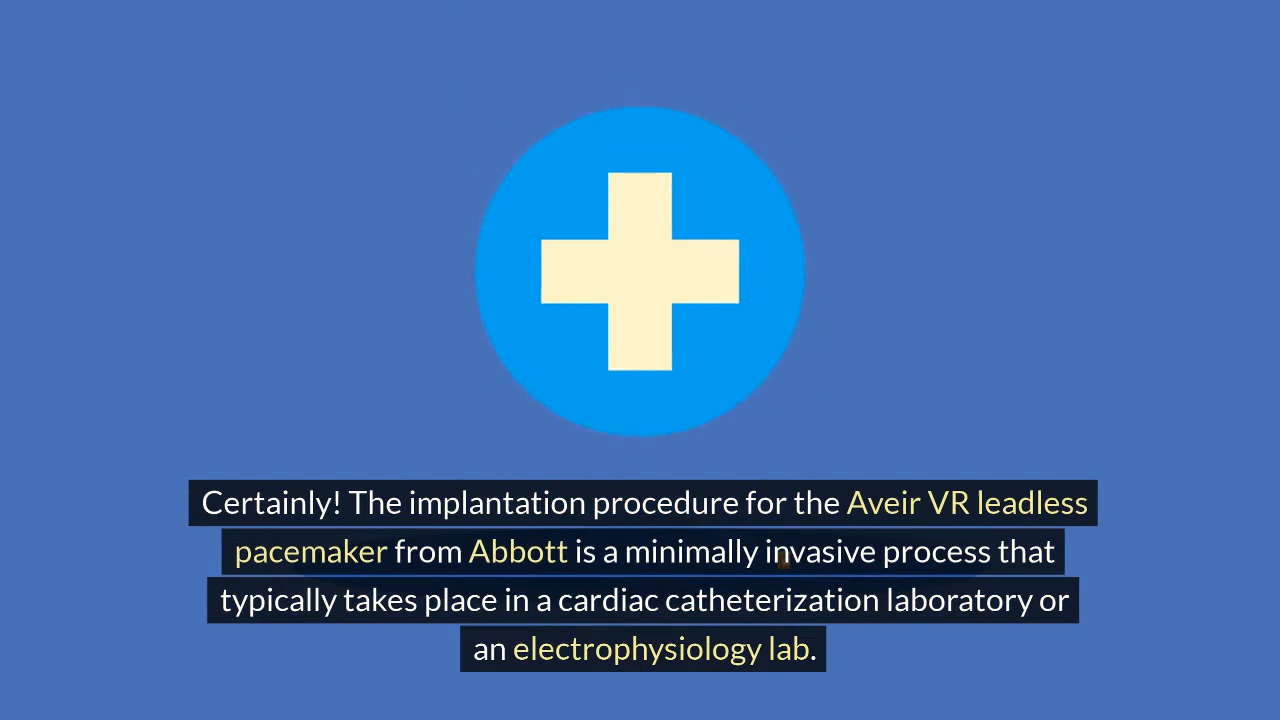 Certainly! The implantation procedure for the Aveir VR leadless
pacemaker from Abbott is a minimally invasive process that
typically takes place in a cardiac catheterization laboratory or
an electrophysiology lab.